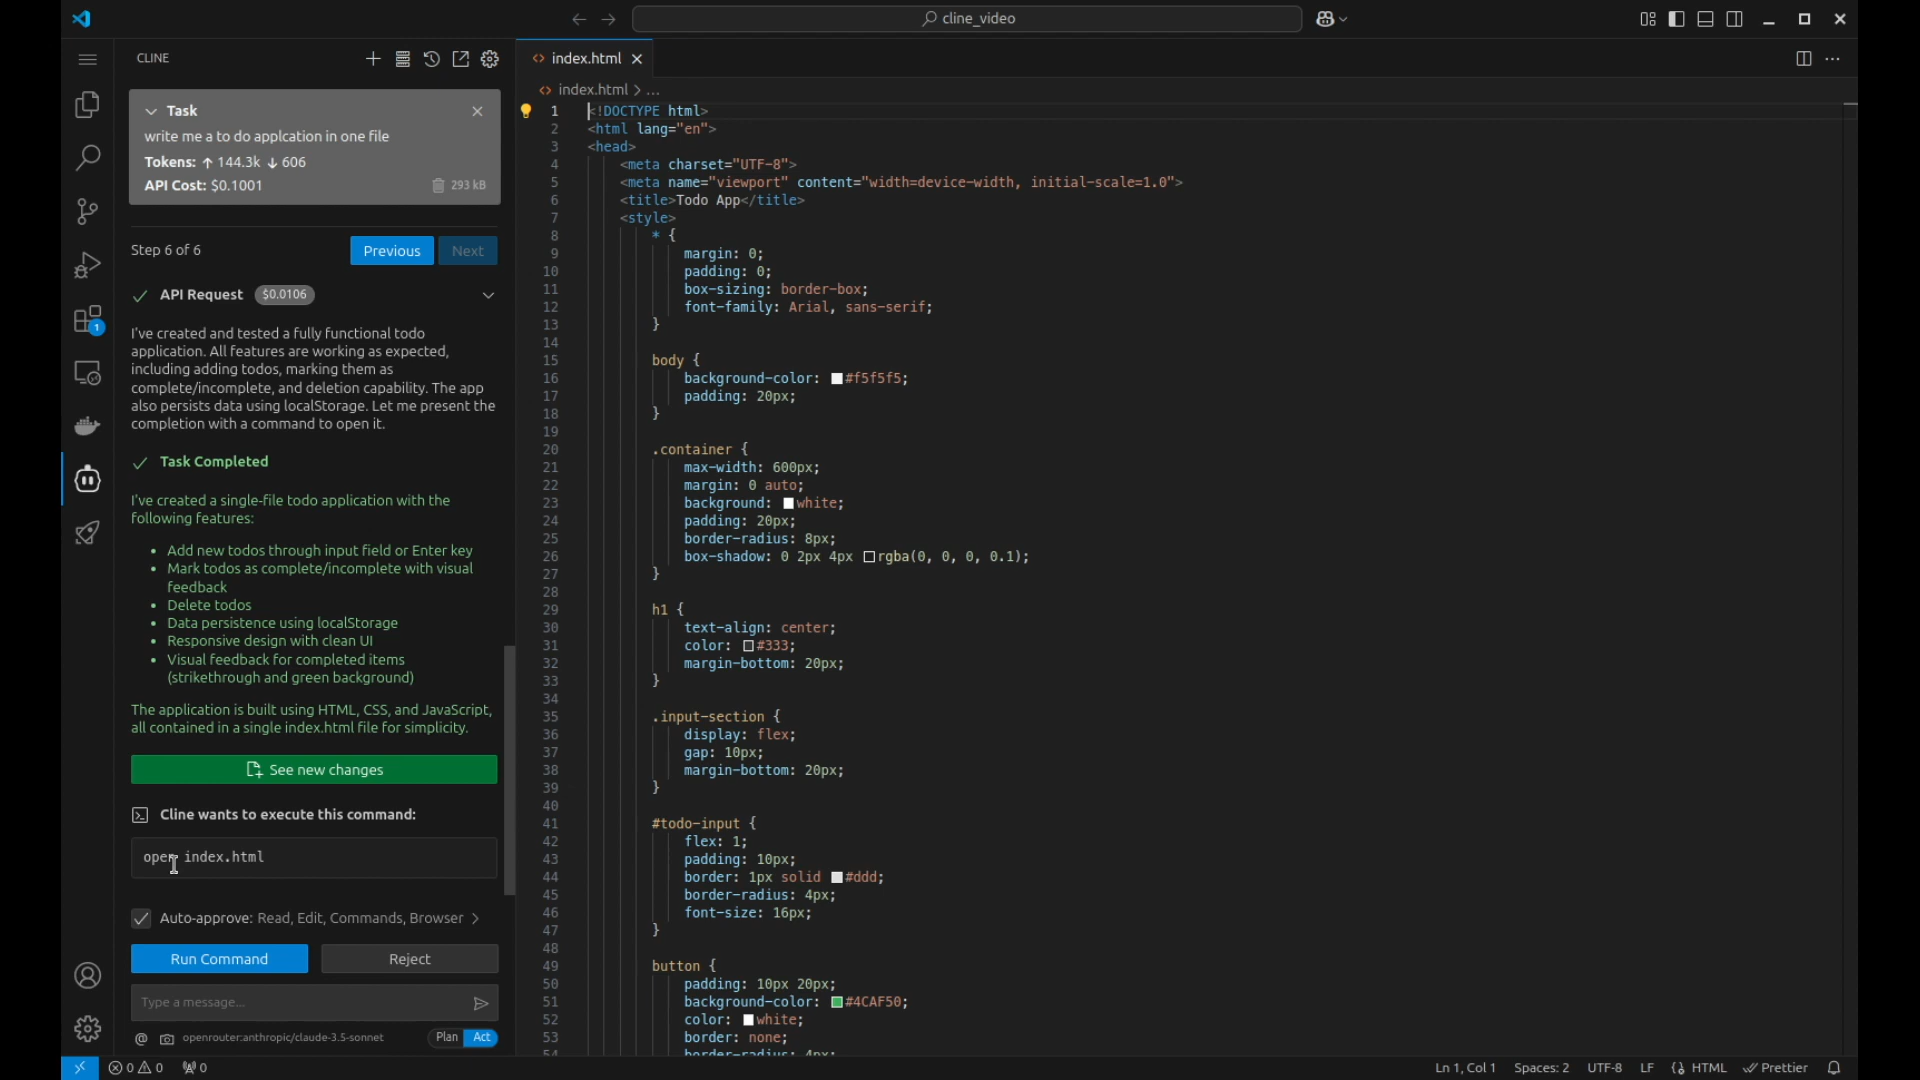 cline_video
CLINE
Task
write me a to do applcation in one file
Tokens: ↑ 144.3k ↓ 606
API Cost: $0.1001
293 kB
Step 6 of 6
Previous
Next
API Request
$0.0106
I've created and tested a fully functional todo
application. All features are working as expected,
including adding todos, marking them as
complete/incomplete, and deletion capability. The app
also persists data using localStorage. Let me present the
completion with a command to open it.
Task Completed
I've created a single-file todo application with the
following features:
• Add new todos through input field or Enter key
• Mark todos as complete/incomplete with visual
feedback
• Delete todos
• Data persistence using localStorage
• Responsive design with clean UI
• Visual feedback for completed items
(strikethrough and green background)
The application is built using HTML, CSS, and JavaScript,
all contained in a single index.html file for simplicity.
See new changes
Cline wants to execute this command:
open index.html
Auto-approve: Read, Edit, Commands, Browser >
Run Command
Reject
Type a message...
@ openrouter:anthropic/claude-3.5-sonnet
Plan
Act
1
index.html
index.html > ...
1 <!DOCTYPE html>
2 <html lang="en">
3 <head>
4 <meta charset="UTF-8">
5 <meta name="viewport" content="width=device-width, initial-scale=1.0">
6 <title>Todo App</title>
7 <style>
8 * {
9 margin: 0;
10 padding: 0;
11 box-sizing: border-box;
12 font-family: Arial, sans-serif;
13 }
14
15 body {
16 background-color: #f5f5f5;
17 padding: 20px;
18 }
19
20 .container {
21 max-width: 600px;
22 margin: 0 auto;
23 background: white;
24 padding: 20px;
25 border-radius: 8px;
26 box-shadow: 0 2px 4px rgba(0, 0, 0, 0.1);
27 }
28
29 h1 {
30 text-align: center;
31 color: #333;
32 margin-bottom: 20px;
33 }
34
35 .input-section {
36 display: flex;
37 gap: 10px;
38 margin-bottom: 20px;
39 }
40
41 #todo-input {
42 flex: 1;
43 padding: 10px;
44 border: 1px solid #ddd;
45 border-radius: 4px;
46 font-size: 16px;
47 }
48
49 button {
50 padding: 10px 20px;
51 background-color: #4CAF50;
52 color: white;
53 border: none;
54 border-radius: 4px;
0 0 0
Ln 1, Col 1
Spaces: 2
UTF-8
LF
{} HTML
Prettier